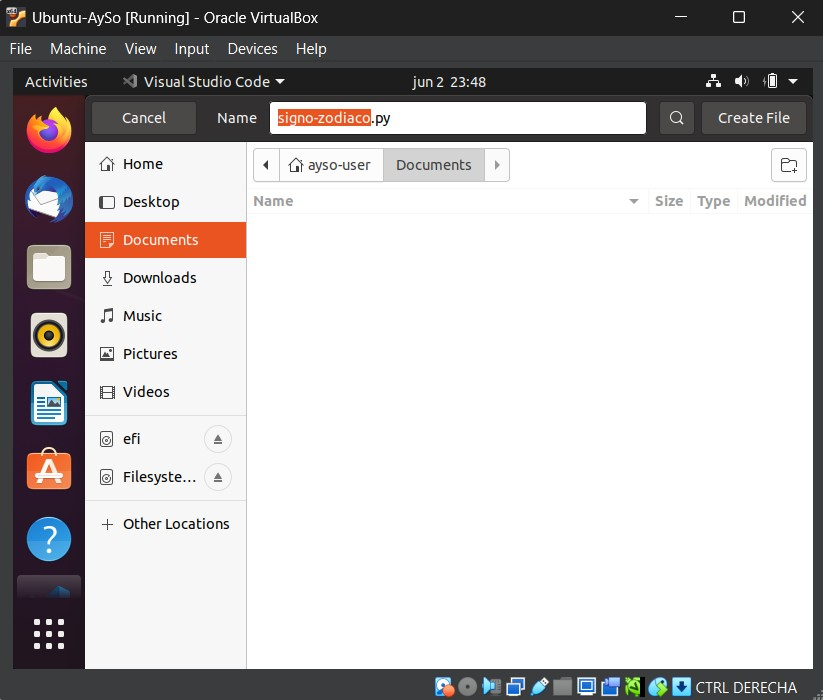 Ubuntu-AySo [Running] - Oracle VirtualBox
File Machine View Input Devices Help
Activities Visual Studio Code jun 2 23:48
Cancel Name signo-zodiaco.py Create File
Home
Desktop
Documents
Downloads
Music
Pictures
Videos
efi
Filesyste...
Other Locations
ayso-user Documents
Name Size Type Modified
CTRL DERECHA